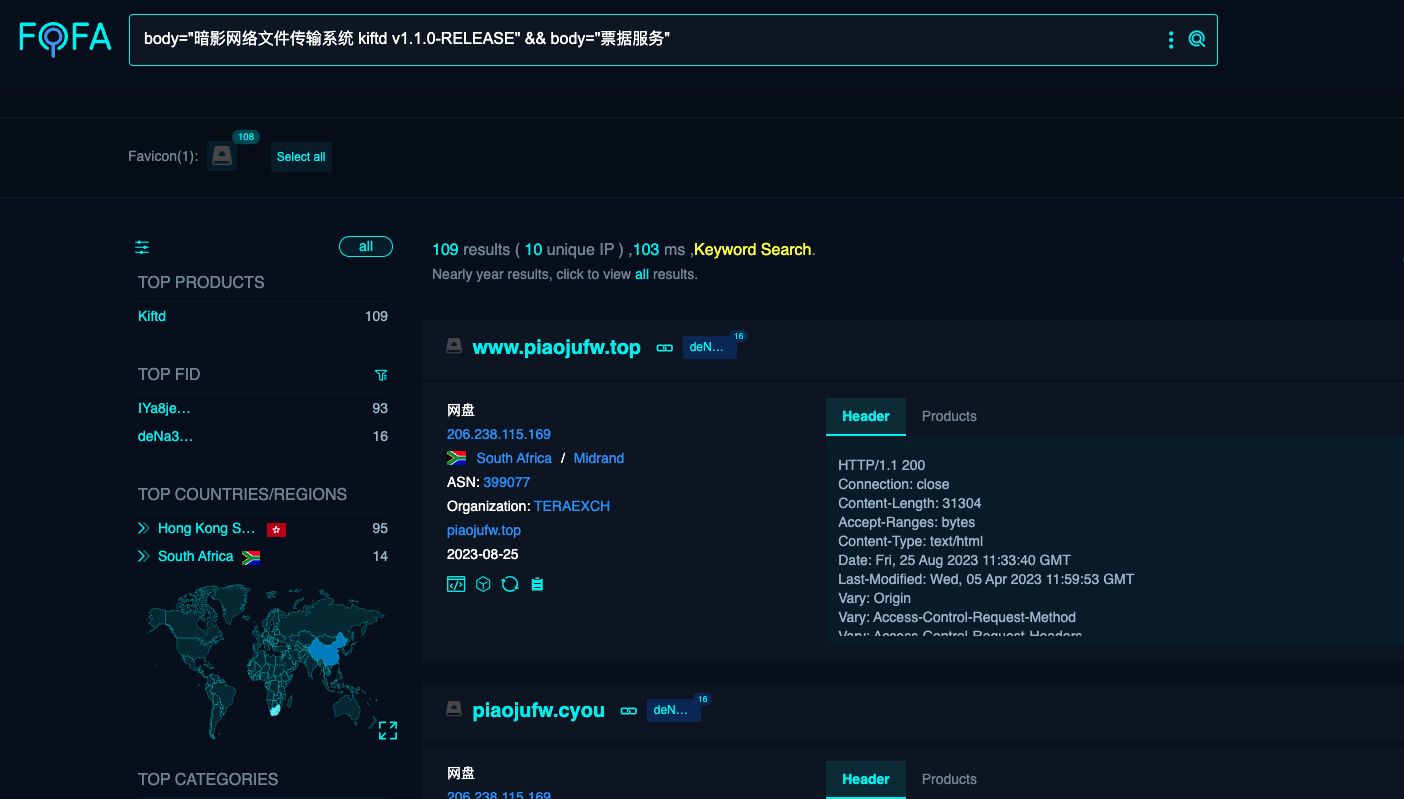 FOFA
body="暗影网络文件传输系统 kiftd v1.1.0-RELEASE" && body="票据服务"
108
Favicon(1):
Select all
all
109 results ( 10 unique IP ) ,103 ms ,Keyword Search.
Nearly year results, click to view all results.
TOP PRODUCTS
Kiftd 109
TOP FID
IYa8je... 93
deNa3... 16
TOP COUNTRIES/REGIONS
Hong Kong S... 95
South Africa 14
TOP CATEGORIES
www.piaojufw.top deN... 16
网盘
206.238.115.169
South Africa / Midrand
ASN: 399077
Organization: TERAEXCH
piaojufw.top
2023-08-25
Header Products
HTTP/1.1 200
Connection: close
Content-Length: 31304
Accept-Ranges: bytes
Content-Type: text/html
Date: Fri, 25 Aug 2023 11:33:40 GMT
Last-Modified: Wed, 05 Apr 2023 11:59:53 GMT
Vary: Origin
Vary: Access-Control-Request-Method
Vary: Access-Control-Request-Headers
piaojufw.cyou deN... 16
网盘
206.238.115.169
Header Products